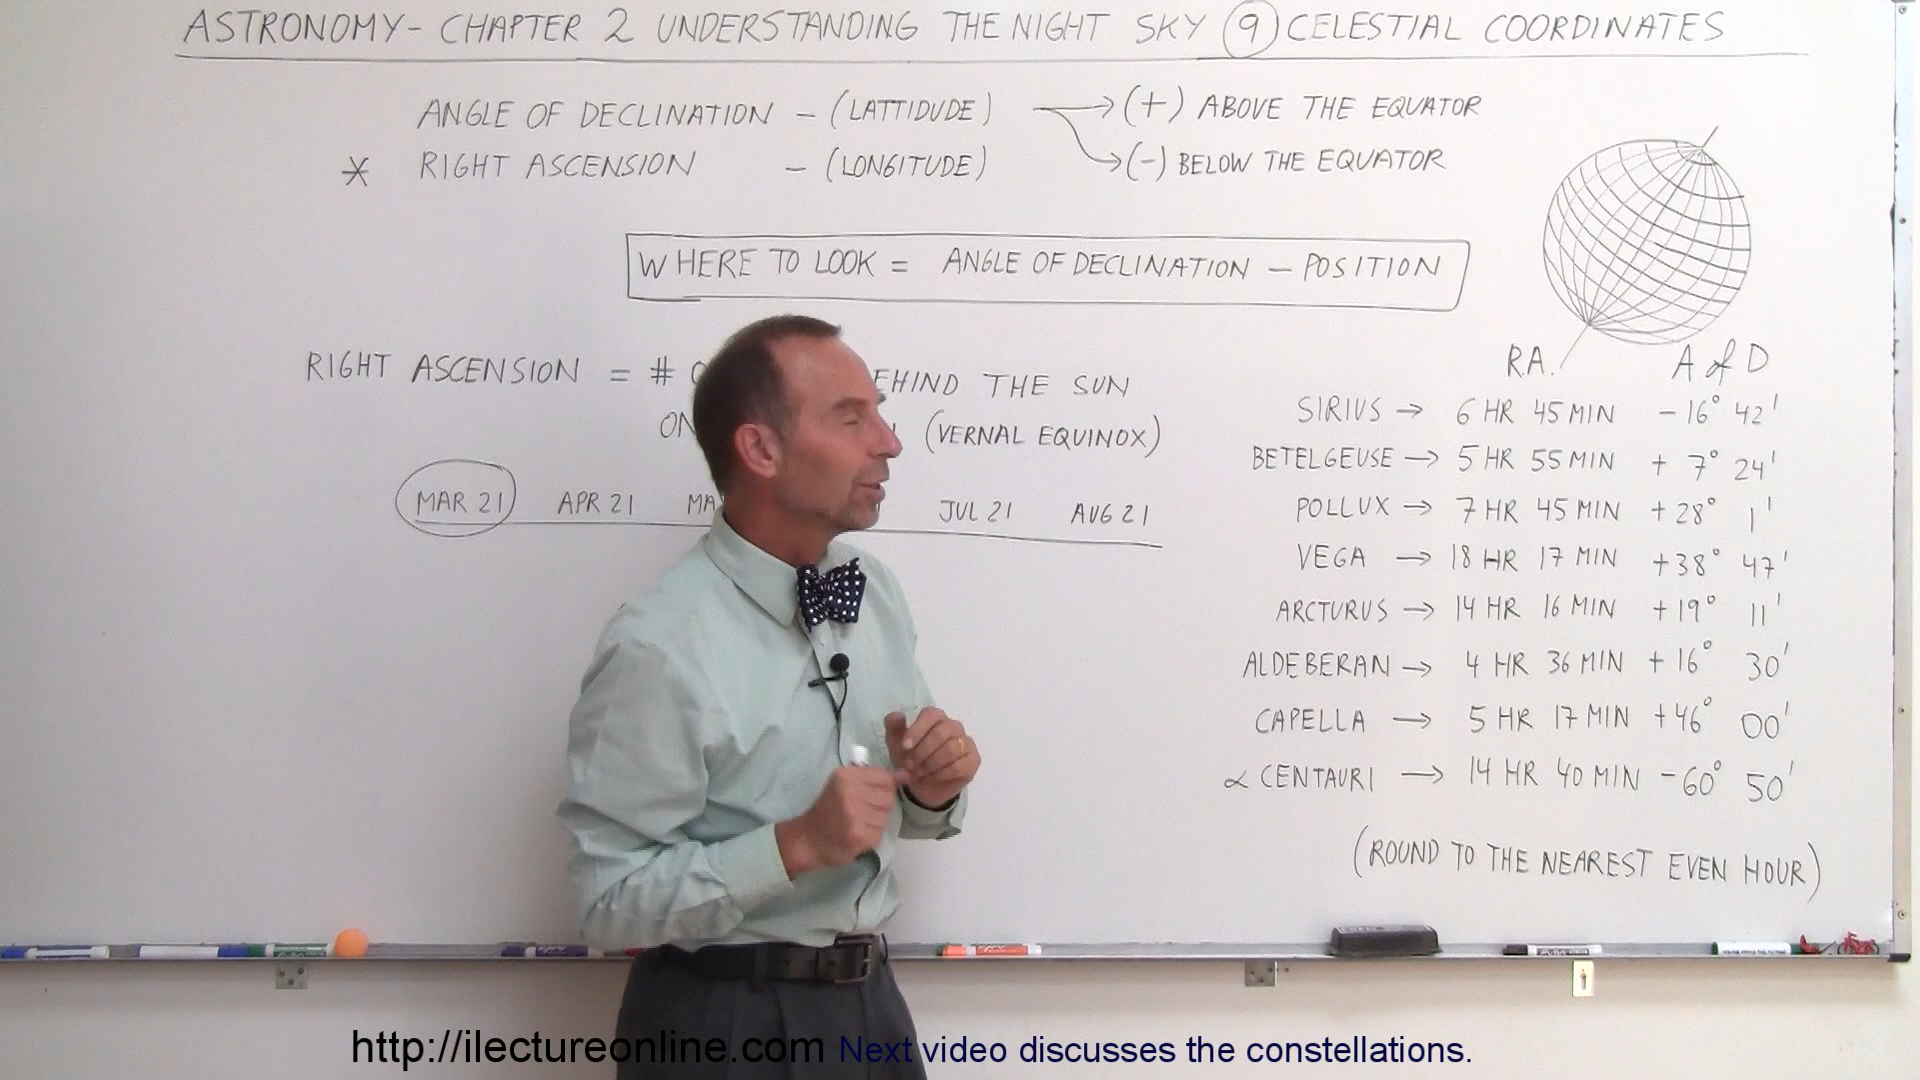 ASTRONOMY - CHAPTER 2 UNDERSTANDING THE NIGHT SKY 9 CELESTIAL COORDINATES
ANGLE OF DECLINATION - (LATTIDUDE) → (+) ABOVE THE EQUATOR
→ (-) BELOW THE EQUATOR
* RIGHT ASCENSION - (LONGITUDE)
WHERE TO LOOK = ANGLE OF DECLINATION - POSITION
RIGHT ASCENSION = # BEHIND THE SUN
ON (VERNAL EQUINOX)
MAR 21 APR 21 MA JUL 21 AUG 21
R.A. A of D
SIRIUS → 6 HR 45 MIN -16° 42'
BETELGEUSE → 5 HR 55 MIN + 7° 24'
POLLUX → 7 HR 45 MIN +28° 1'
VEGA → 18 HR 17 MIN +38° 47'
ARCTURUS → 14 HR 16 MIN +19° 11'
ALDEBERAN → 4 HR 36 MIN +16° 30'
CAPELLA → 5 HR 17 MIN +46° 00'
α CENTAURI → 14 HR 40 MIN -60° 50'
(ROUND TO THE NEAREST EVEN HOUR)
http://ilectureonline.com Next video discusses the constellations.